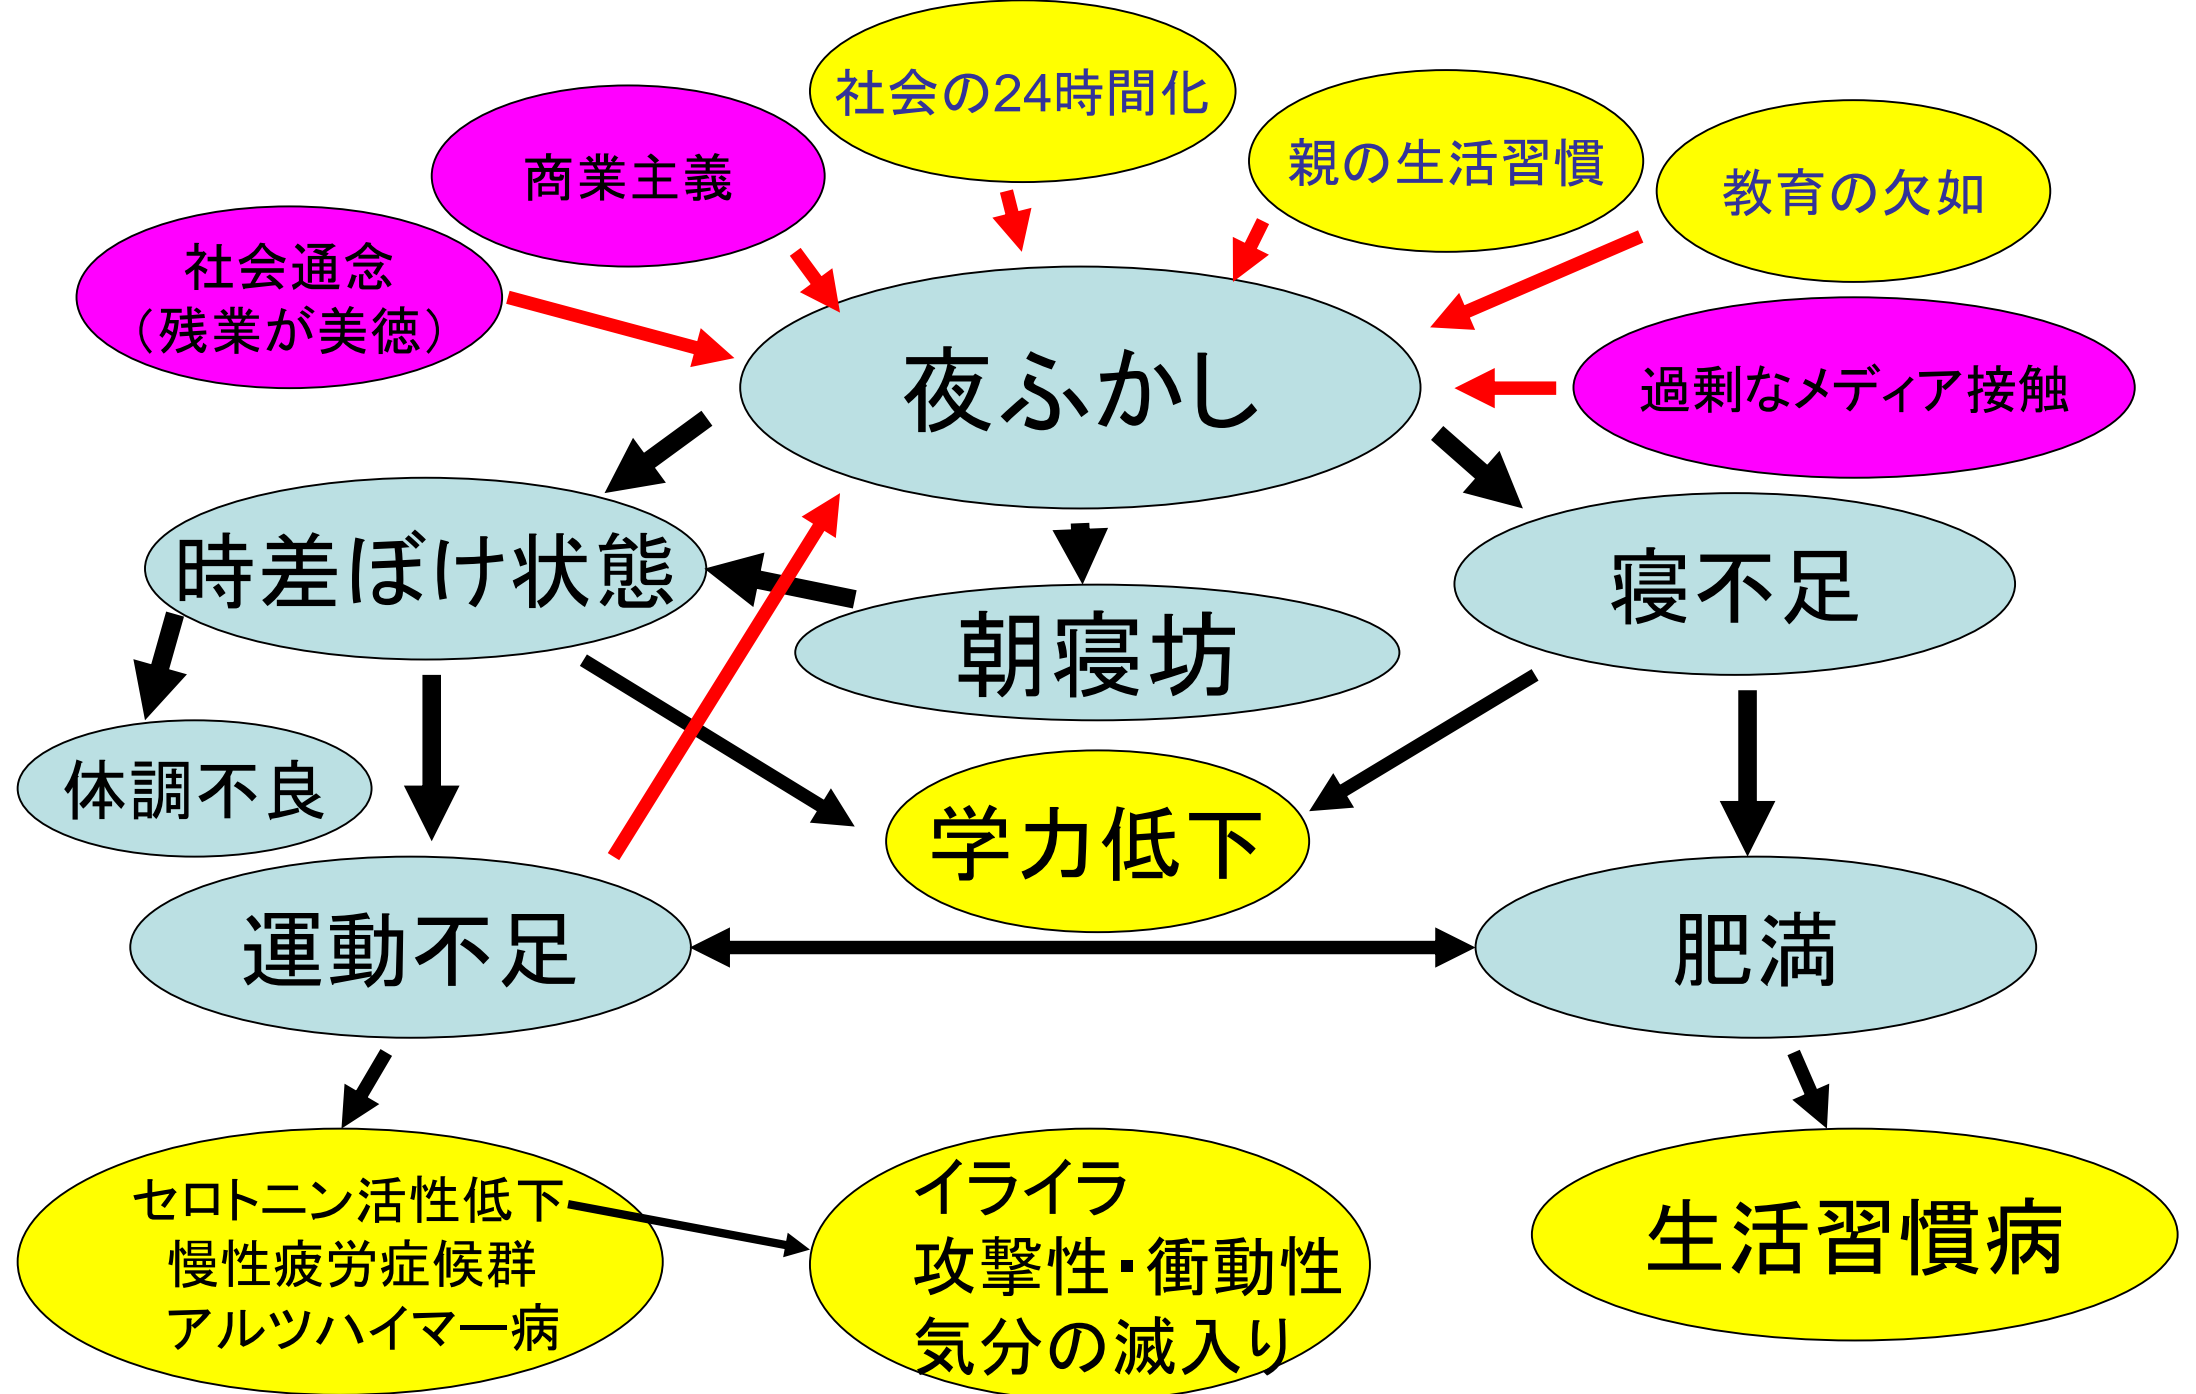 社会の24時間化
商業主義
親の生活習慣
教育の欠如
社会通念
（残業が美徳）
夜ふかし
過剰なメディア接触
時差ぼけ状態
朝寝坊
寝不足
体調不良
学力低下
運動不足
肥満
セロトニン活性低下
慢性疲労症候群
アルツハイマー病
イライラ
攻撃性・衝動性
気分の滅入り
生活習慣病